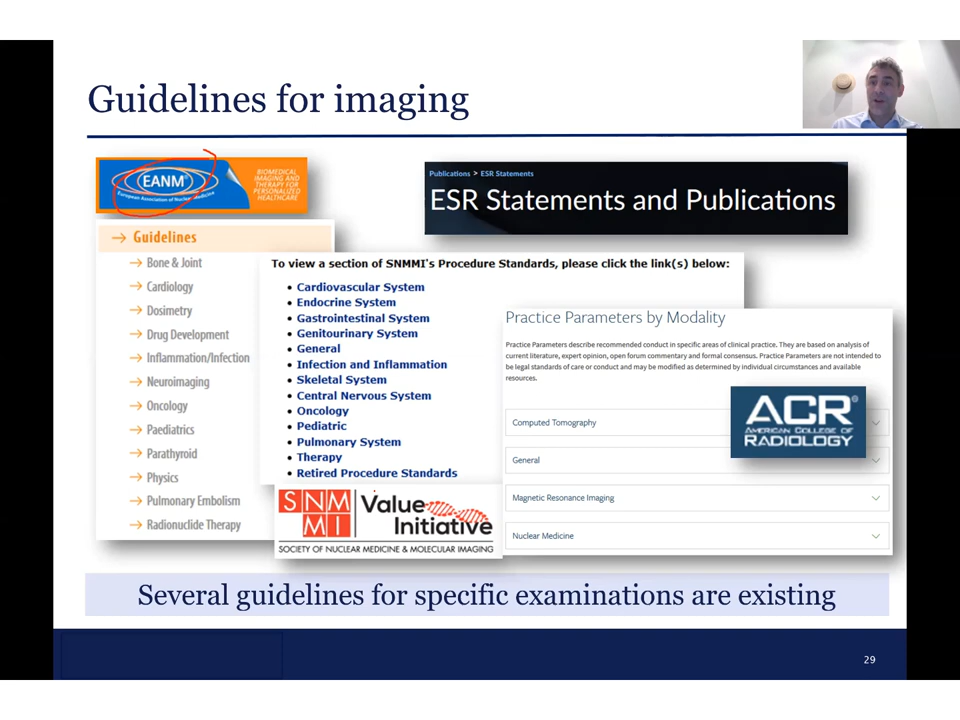 Guidelines for imaging
EANM®
European Association of Nuclear Medicine
BIOMEDICAL
IMAGING AND
THERAPY FOR
PERSONALIZED
HEALTHCARE
Publications > ESR Statements
ESR Statements and Publications
→ Guidelines
→ Bone & Joint
→ Cardiology
→ Dosimetry
→ Drug Development
→ Inflammation/Infection
→ Neuroimaging
→ Oncology
→ Paediatrics
→ Parathyroid
→ Physics
→ Pulmonary Embolism
→ Radionuclide Therapy
To view a section of SNMMI's Procedure Standards, please click the link(s) below:
• Cardiovascular System
• Endocrine System
• Gastrointestinal System
• Genitourinary System
• General
• Infection and Inflammation
• Skeletal System
• Central Nervous System
• Oncology
• Pediatric
• Pulmonary System
• Therapy
• Retired Procedure Standards
SNM
MI
Value
Initiative
SOCIETY OF NUCLEAR MEDICINE & MOLECULAR IMAGING
Practice Parameters by Modality
Practice Parameters describe recommended conduct in specific areas of clinical practice. They are based on analysis of
current literature, expert opinion, open forum commentary and formal consensus. Practice Parameters are not intended to
be legal standards of care or conduct and may be modified as determined by individual circumstances and available
resources.
ACR®
AMERICAN COLLEGE OF
RADIOLOGY
Computed Tomography
General
Magnetic Resonance Imaging
Nuclear Medicine
Several guidelines for specific examinations are existing
29